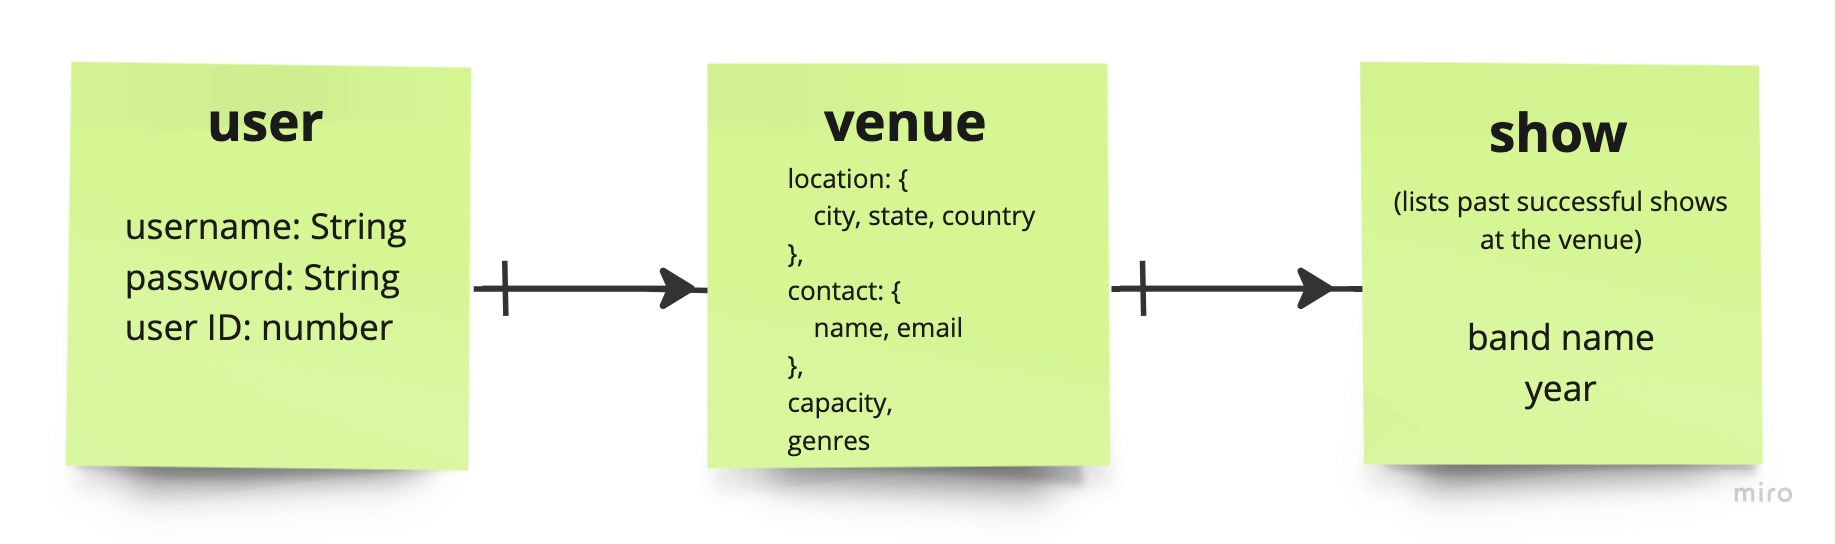 user
username: String
password: String
user ID: number
venue
location: {
city, state, country
},
contact: {
name, email
},
capacity,
genres
show
(lists past successful shows
at the venue)
band name
year
miro